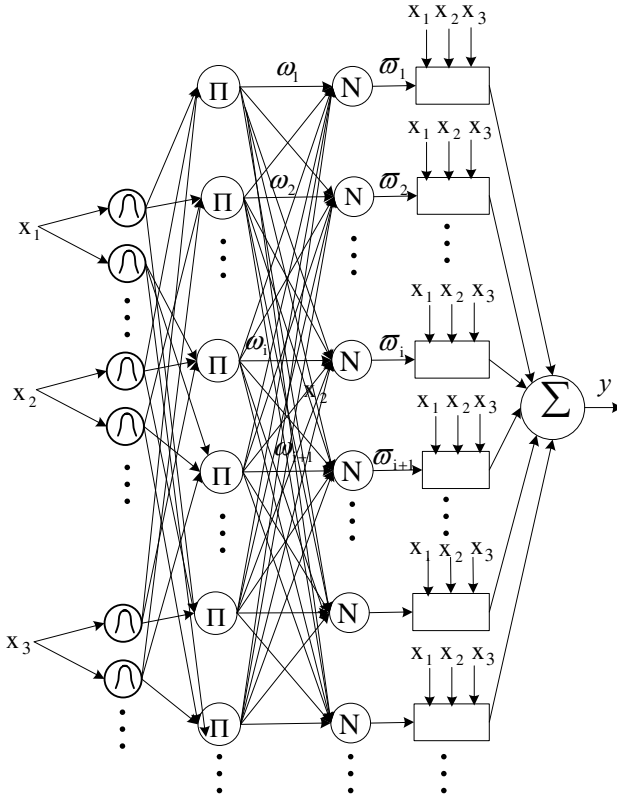 x₁ x₂ x₃
Π ω₁ N ϖ₁
x₁ x₂ x₃
Π ω₂ N ϖ₂
x₁
x₁ x₂ x₃
Π ωᵢ N ϖᵢ
x₂
x₂
x₁ x₂ x₃
Σ y
Π ωᵢ₊₁ N ϖᵢ₊₁
x₁ x₂ x₃
Π N
x₃
x₁ x₂ x₃
Π N